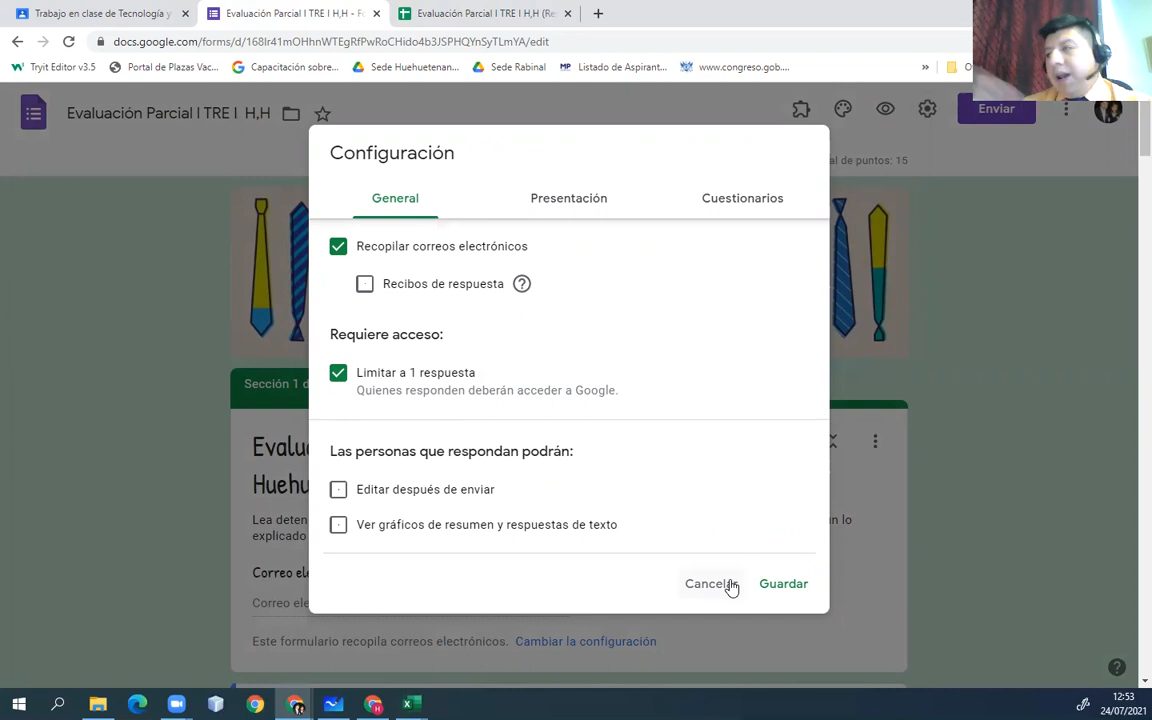 Trabajo en clase de Tecnología y
Evaluación Parcial I TRE I H,H - Fo
Evaluación Parcial I TRE I H,H (Res
docs.google.com/forms/d/168Ir41mOHhnWTEgRfPwRoCHido4b3JSPHQYnSyTLmYA/edit
Tryit Editor v3.5
Portal de Plazas Vac...
Capacitación sobre...
Sede Huehuetenan...
Sede Rabinal
MP Listado de Aspirant...
www.congreso.gob....
»
Evaluación Parcial I TRE I H,H
Enviar
al de puntos: 15
Configuración
General
Presentación
Cuestionarios
Recopilar correos electrónicos
Recibos de respuesta
Requiere acceso:
Limitar a 1 respuesta
Quienes responden deberán acceder a Google.
Las personas que respondan podrán:
Editar después de enviar
Ver gráficos de resumen y respuestas de texto
Cancelar
Guardar
Sección 1 d
Evalu
Huehu
Lea deten
n lo
explicado
Correo ele
Correo ele
Este formulario recopila correos electrónicos. Cambiar la configuración
12:53
24/07/2021